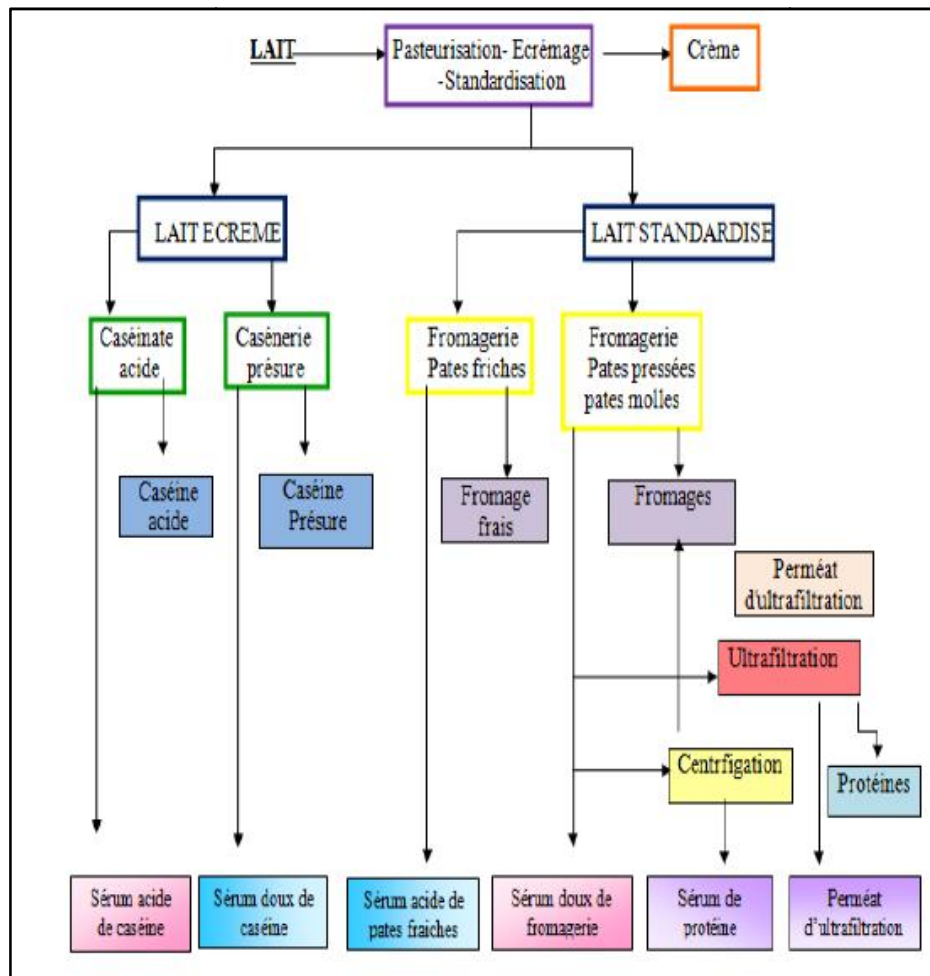 LAIT
Pasteurisation- Ecrémage
-Standardisation
Crème
LAIT ECREME
LAIT STANDARDISE
Caséinate
acide
Casénerie
présure
Fromagerie
Pates friches
Fromagerie
Pates pressées
pates molles
Caséine
acide
Caséine
Présure
Fromage
frais
Fromages
Perméat
d'ultrafiltration
Ultrafiltration
Centrfigation
Protéines
Sérum acide
de caséine
Sérum doux de
caséine
Sérum acide de
pates fraiches
Sérum doux de
fromagerie
Sérum de
protéine
Perméat
d'ultrafiltration